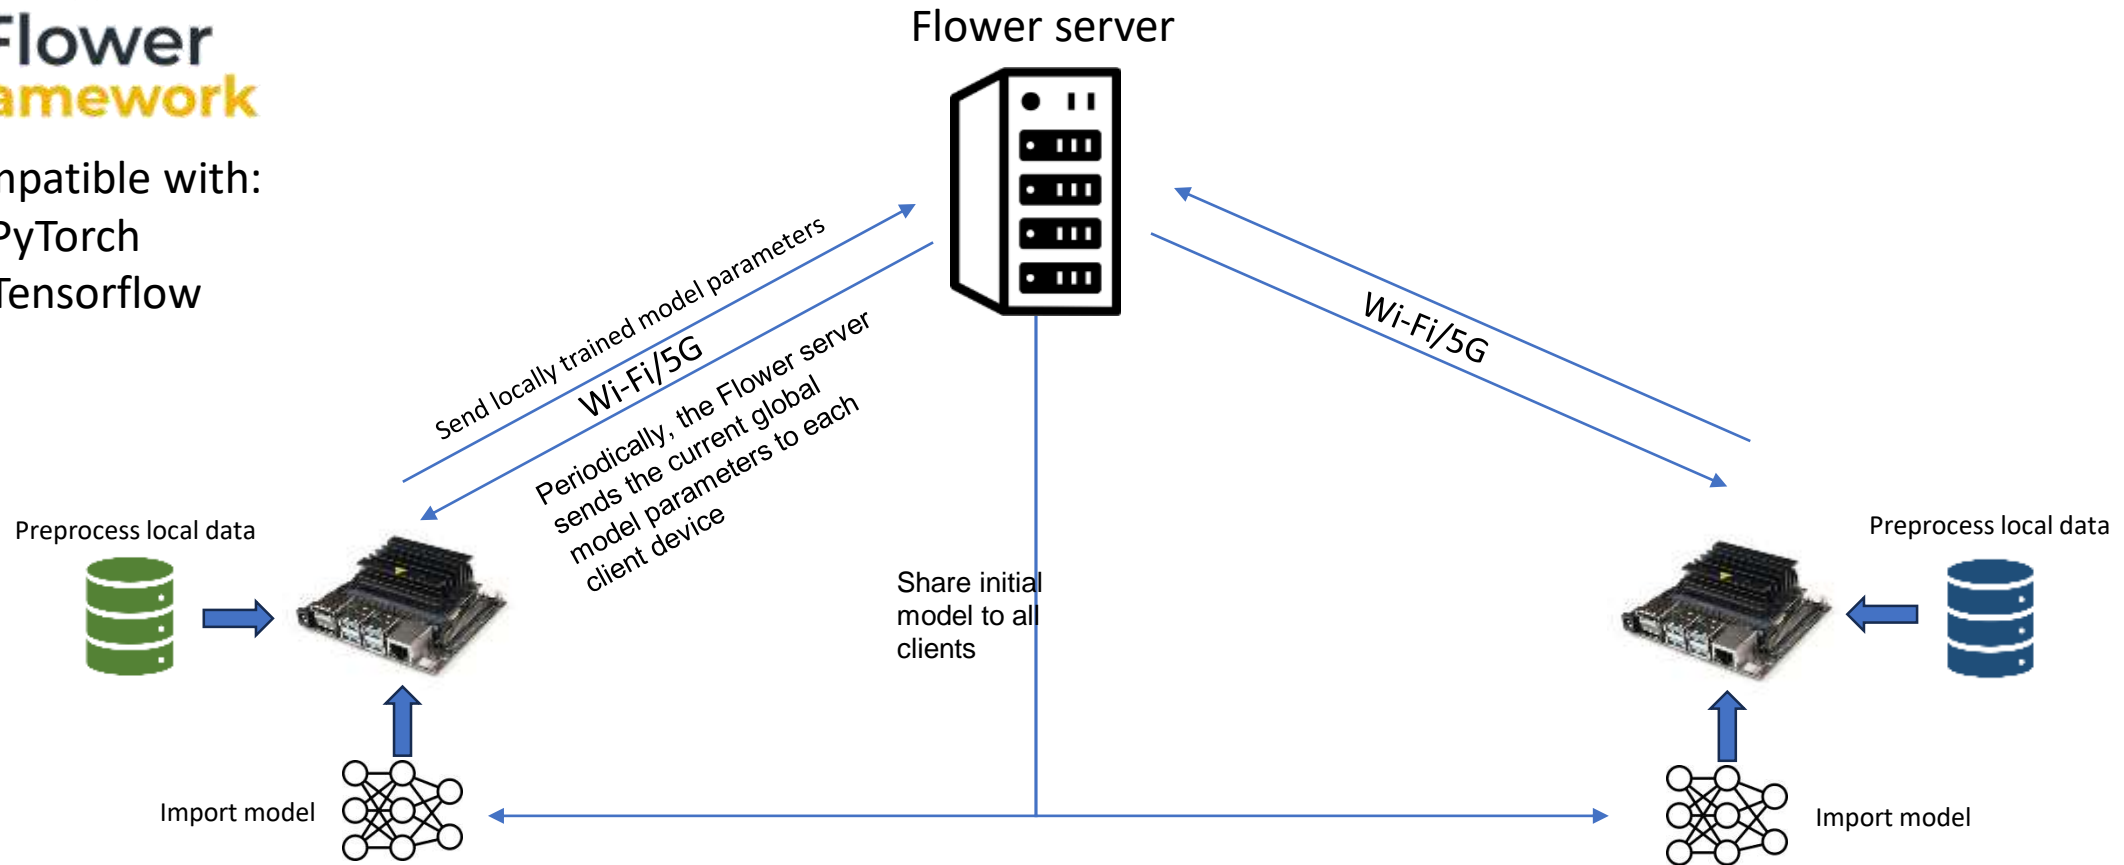 Flower
amework
Flower server
mpatible with:
PyTorch
Tensorflow
Send locally trained model parameters
Wi-Fi/5G
Periodically, the Flower server
sends the current global
model parameters to each
client device
Wi-Fi/5G
Preprocess local data
Preprocess local data
Share initial
model to all
clients
Import model
Import model